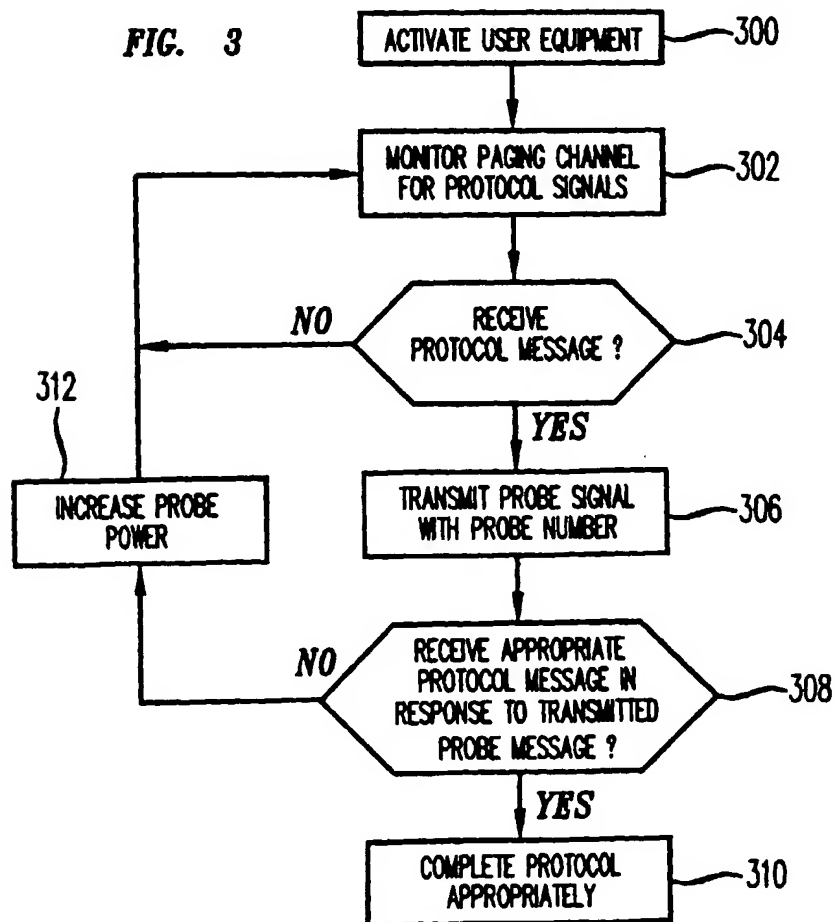 FIG. 3
ACTIVATE USER EQUIPMENT
300
MONITOR PAGING CHANNEL
FOR PROTOCOL SIGNALS
302
NO
RECEIVE
PROTOCOL MESSAGE ?
304
312
YES
INCREASE PROBE
POWER
TRANSMIT PROBE SIGNAL
WITH PROBE NUMBER
306
NO
RECEIVE APPROPRIATE
PROTOCOL MESSAGE IN
RESPONSE TO TRANSMITTED
PROBE MESSAGE ?
308
YES
COMPLETE PROTOCOL
APPROPRIATELY
310